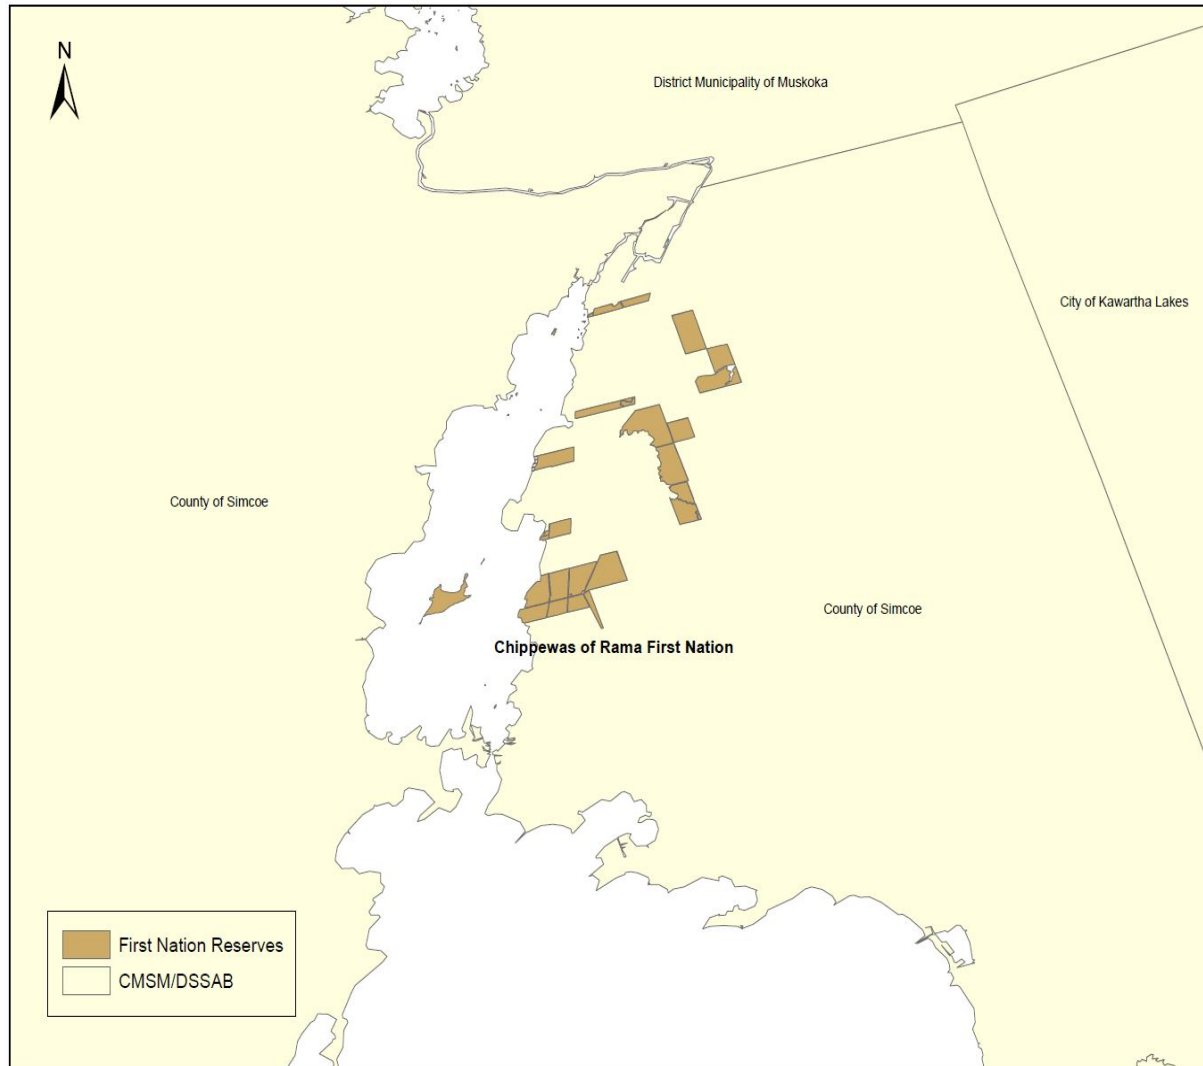 N
District Municipality of Muskoka
City of Kawartha Lakes
County of Simcoe
County of Simcoe
Chippewas of Rama First Nation
First Nation Reserves
CMSM/DSSAB